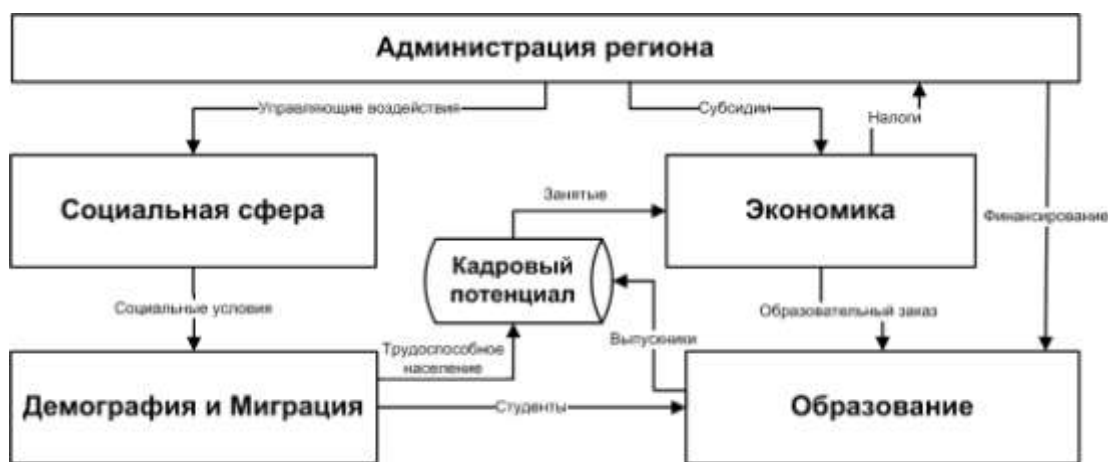 Администрация региона
Управляющие воздействия
Субсидии
Налоги
Социальная сфера
Занятые
Экономика
Финансирование
Кадровый
потенциал
Социальные условия
Образовательный заказ
Трудоспособное
население
Выпускники
Демография и Миграция
Студенты
Образование